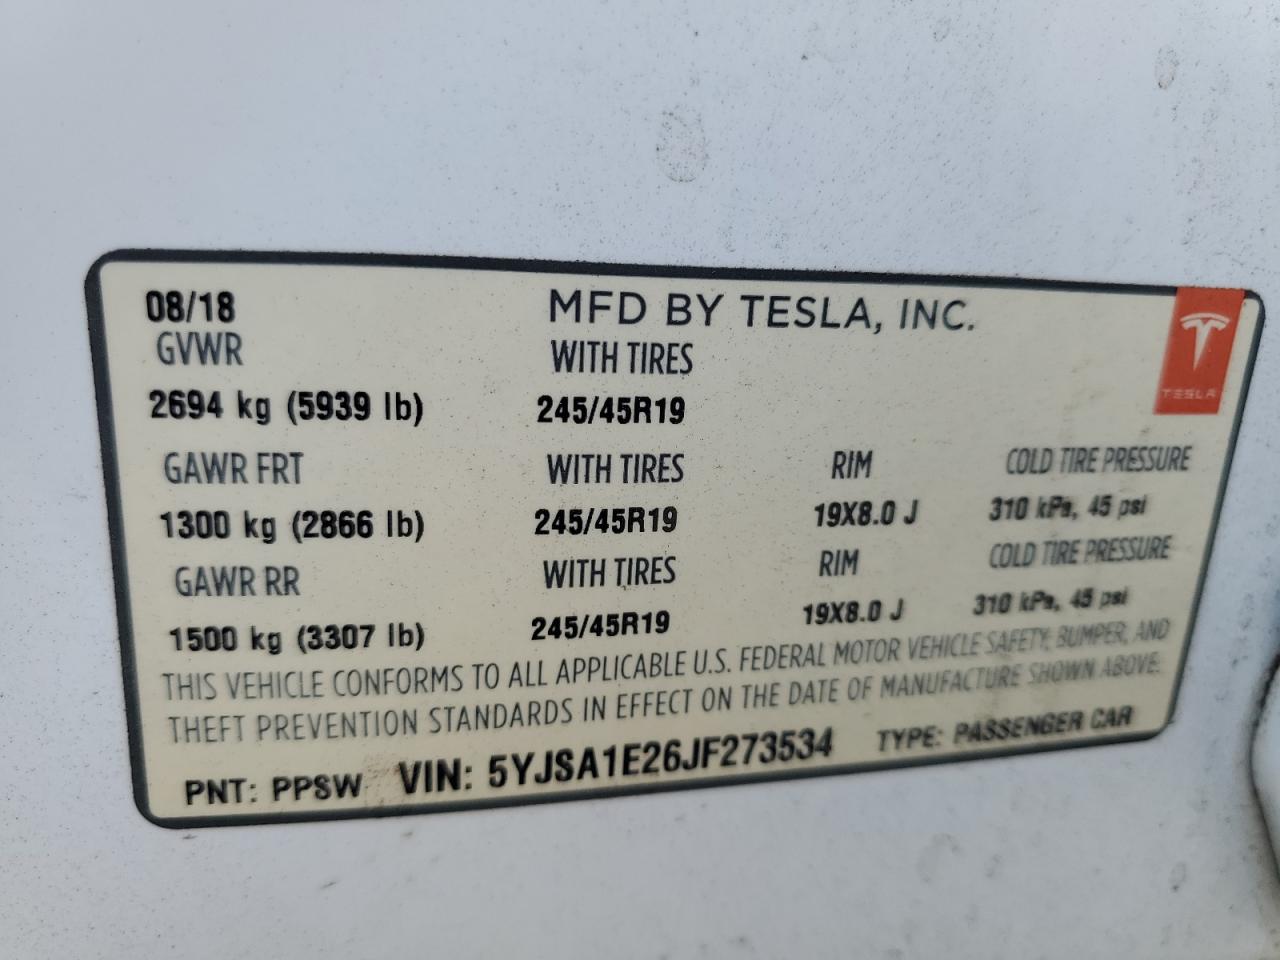 08/18 MFD BY TESLA, INC.
GVWR WITH TIRES
2694 kg (5939 lb) 245/45R19
TESLA
GAWR FRT WITH TIRES RIM COLD TIRE PRESSURE
1300 kg (2866 lb) 245/45R19 19X8.0 J 310 kPa, 45 psi
GAWR RR WITH TIRES RIM COLD TIRE PRESSURE
1500 kg (3307 lb) 245/45R19 19X8.0 J 310 kPa, 45 psi
THIS VEHICLE CONFORMS TO ALL APPLICABLE U.S. FEDERAL MOTOR VEHICLE SAFETY, BUMPER, AND
THEFT PREVENTION STANDARDS IN EFFECT ON THE DATE OF MANUFACTURE SHOWN ABOVE.
PNT: PPSW VIN: 5YJSA1E26JF273534 TYPE: PASSENGER CAR